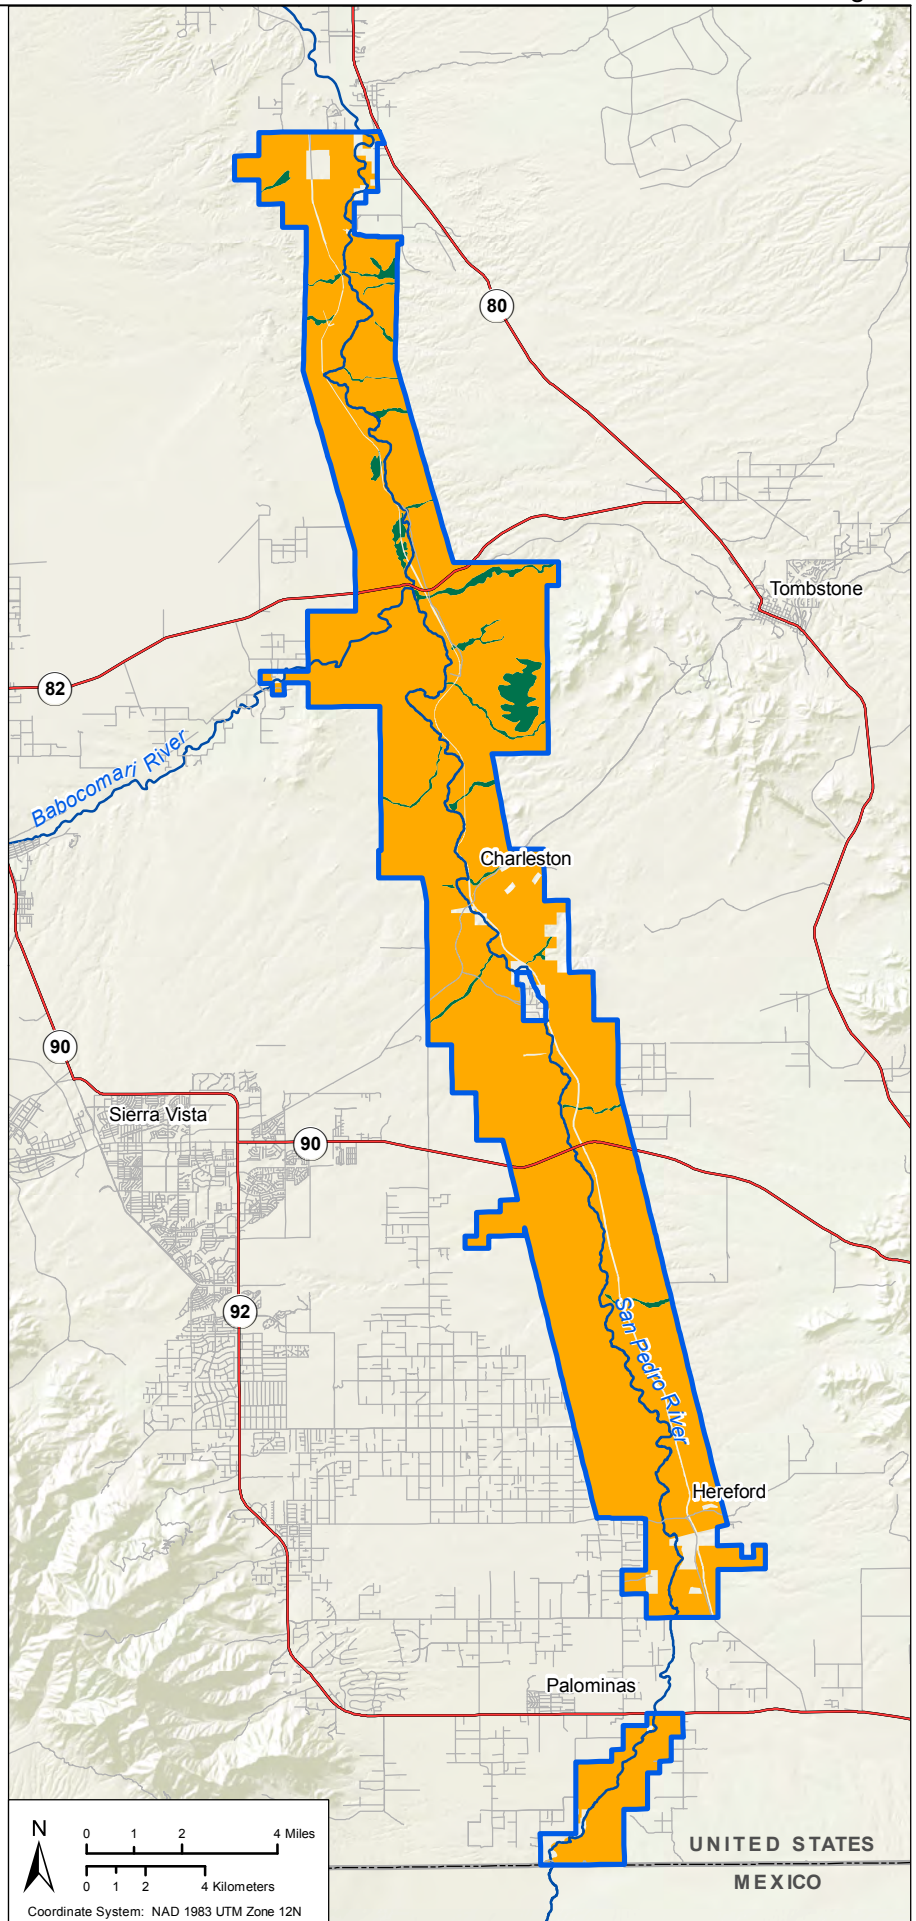 80
Tombstone
82
Babocomari River
Charleston
90
Sierra Vista
90
92
San Pedro River
Hereford
Palominas
UNITED STATES
MEXICO
N
0 1 2 4 Miles
0 1 2 4 Kilometers
Coordinate System: NAD 1983 UTM Zone 12N